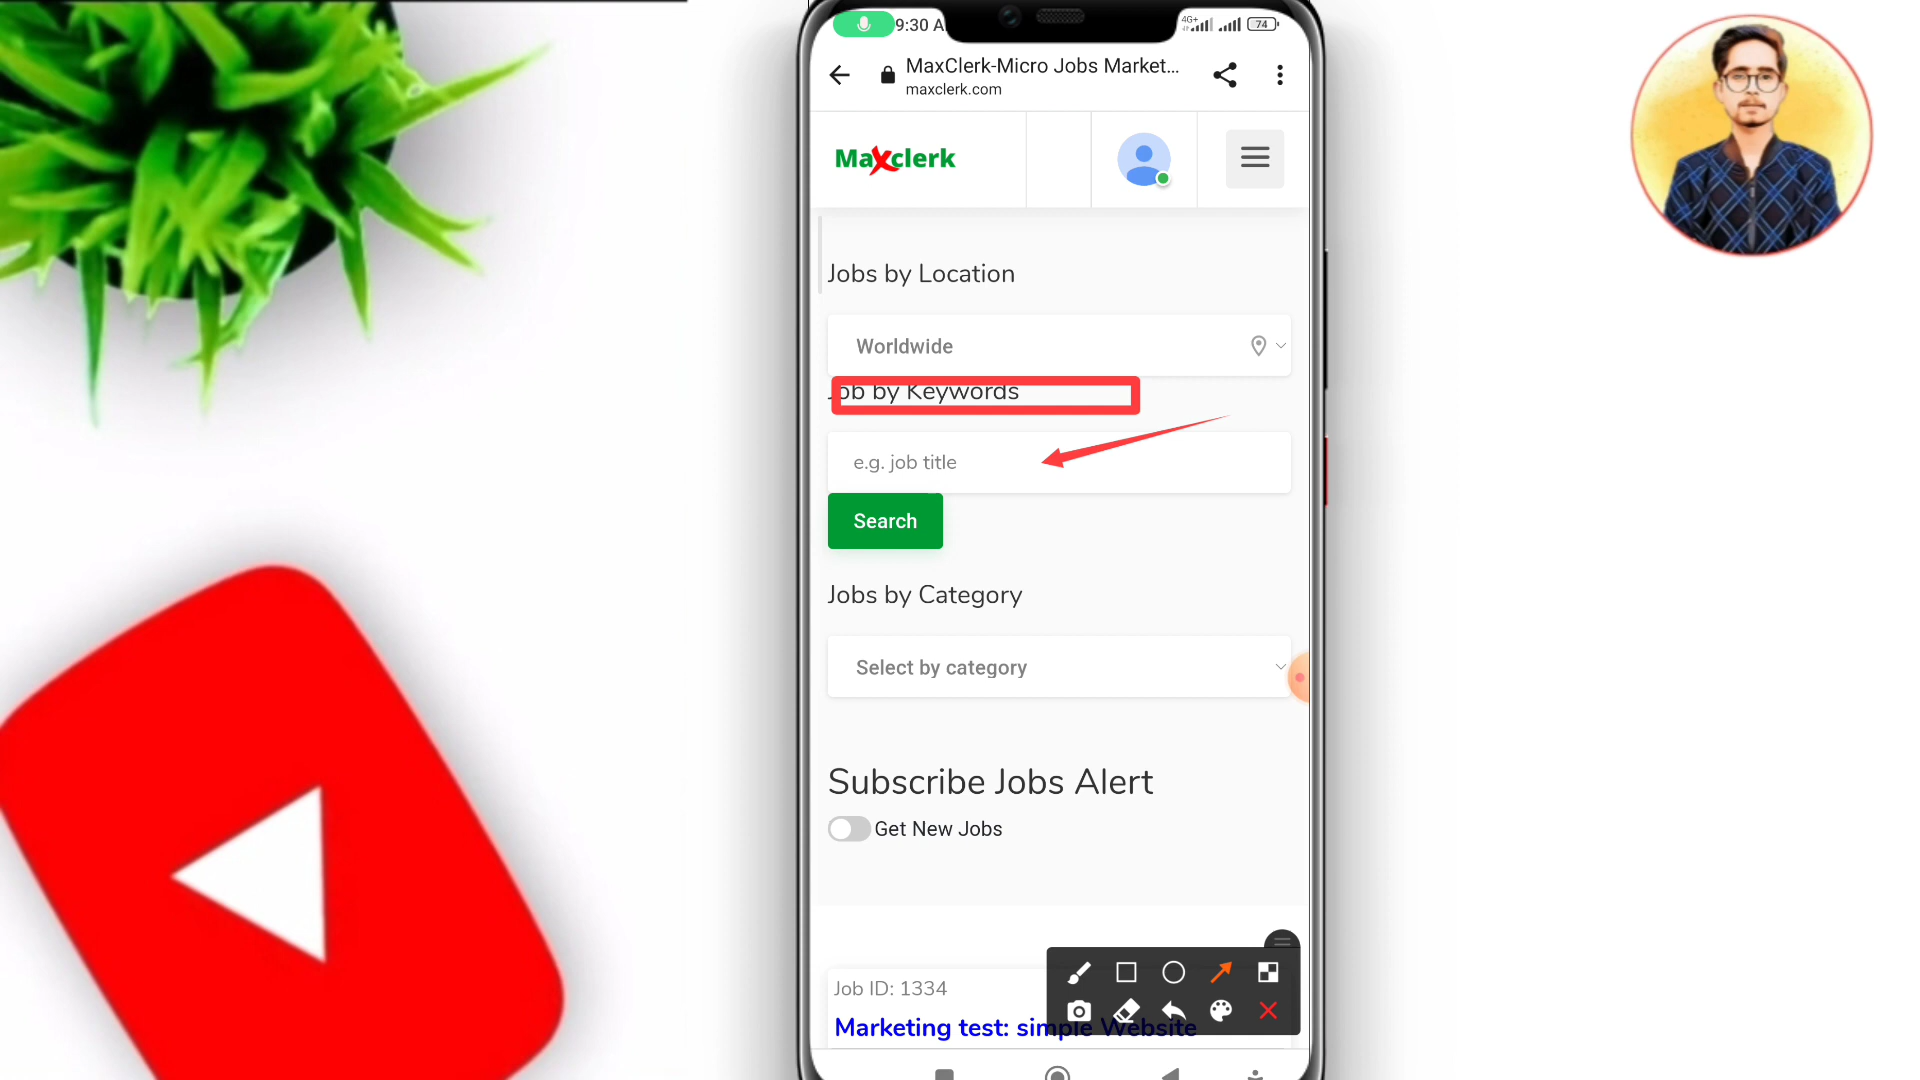 9:30 A
4G+
74
MaxClerk-Micro Jobs Market...
maxclerk.com
Maxclerk
Jobs by Location
Worldwide
Job by Keywords
e.g. job title
Search
Jobs by Category
Select by category
Subscribe Jobs Alert
Get New Jobs
Job ID: 1334
Marketing test: simple Website